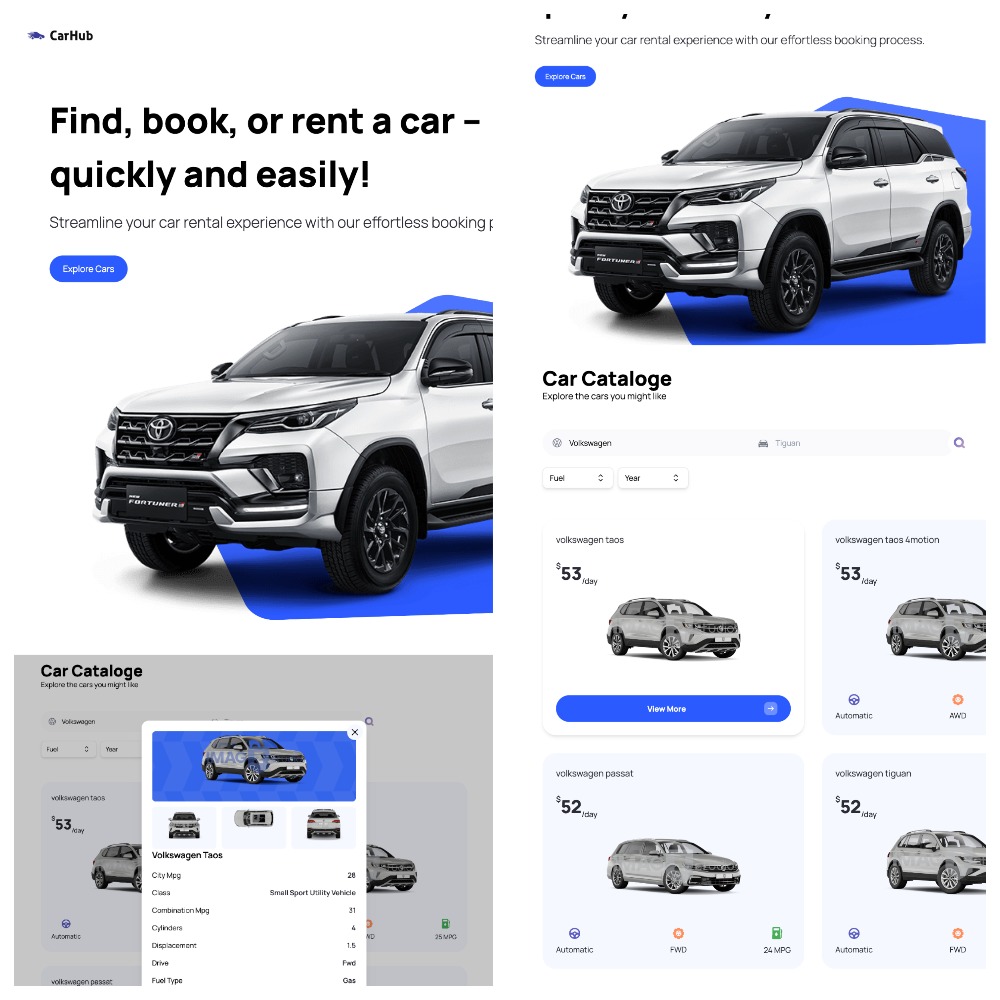 CarHub
Find, book, or rent a car –
quickly and easily!
Streamline your car rental experience with our effortless booking p
Explore Cars
NEW
FORTUNER
Car Cataloge
Explore the cars you might like
Volkswagen
Fuel
Year
volkswagen taos
$53/day
Automatic
25 MPG
volkswagen passat
IMAG
Volkswagen Taos
City Mpg 28
Class Small Sport Utility Vehicle
Combination Mpg 31
Cylinders 4
Displacement 1.5
Drive Fwd
Fuel Type Gas
Streamline your car rental experience with our effortless booking process.
Explore Cars
NEW
FORTUNER
Car Cataloge
Explore the cars you might like
Volkswagen
Tiguan
Fuel
Year
volkswagen taos
$53/day
View More
volkswagen taos 4motion
$53/day
Automatic
AWD
volkswagen passat
$52/day
Automatic
FWD
24 MPG
volkswagen tiguan
$52/day
Automatic
FWD